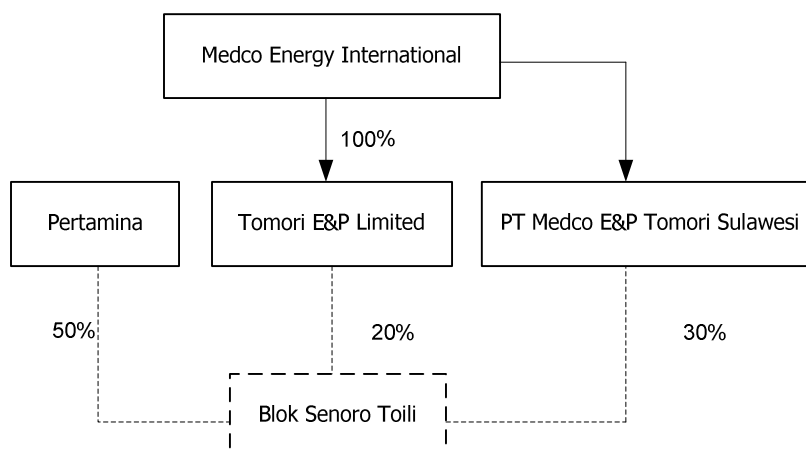 Medco Energy International
100%
Pertamina
Tomori E&P Limited
PT Medco E&P Tomori Sulawesi
50%
20%
30%
Blok Senoro Toili